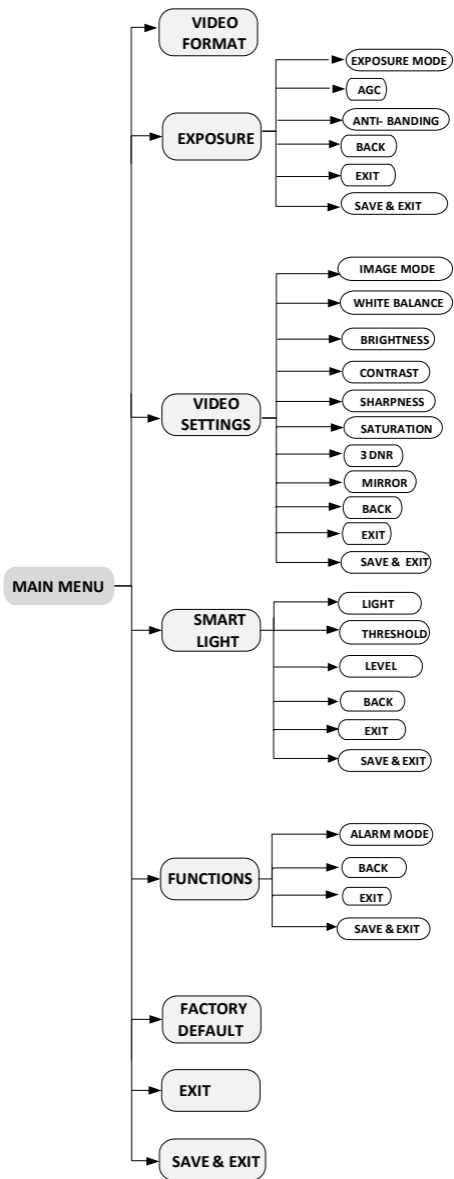 VIDEO
FORMAT
EXPOSURE
EXPOSURE MODE
AGC
ANTI- BANDING
BACK
EXIT
SAVE & EXIT
VIDEO
SETTINGS
IMAGE MODE
WHITE BALANCE
BRIGHTNESS
CONTRAST
SHARPNESS
SATURATION
3 DNR
MIRROR
BACK
EXIT
SAVE & EXIT
MAIN MENU
SMART
LIGHT
LIGHT
THRESHOLD
LEVEL
BACK
EXIT
SAVE & EXIT
FUNCTIONS
ALARM MODE
BACK
EXIT
SAVE & EXIT
FACTORY
DEFAULT
EXIT
SAVE & EXIT